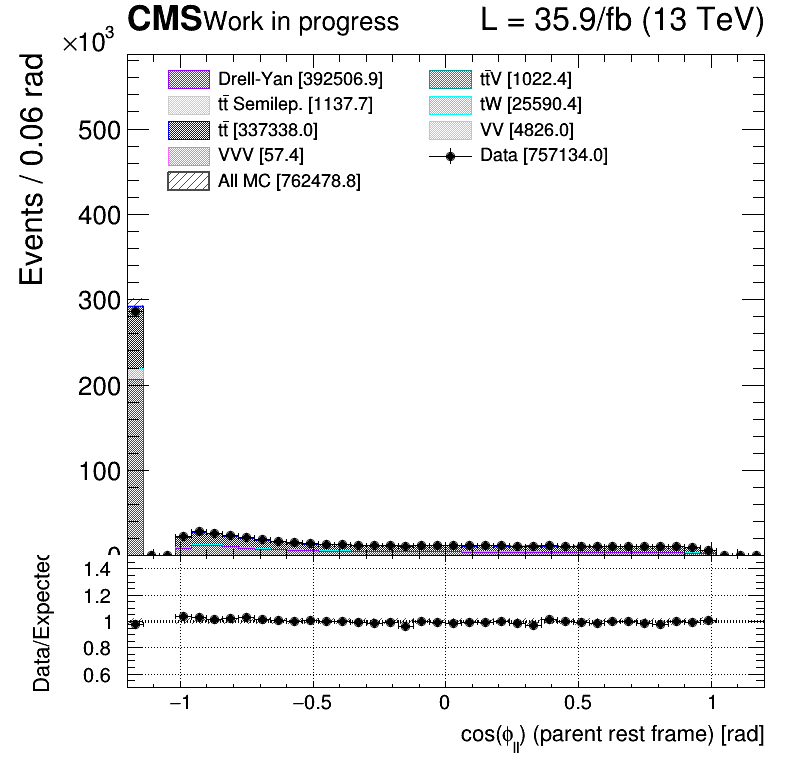 CMS Work in progress L = 35.9/fb (13 TeV)
×10³
Events / 0.06 rad
Drell-Yan [392506.9]
tt̄ Semilep. [1137.7]
tt̄ [337338.0]
VVV [57.4]
All MC [762478.8]
tt̄V [1022.4]
tW [25590.4]
VV [4826.0]
Data [757134.0]
500
400
300
200
100
0
Data/Expected
1.4
1.2
1
0.8
0.6
−1 −0.5 0 0.5 1
cos(ϕ_ll) (parent rest frame) [rad]